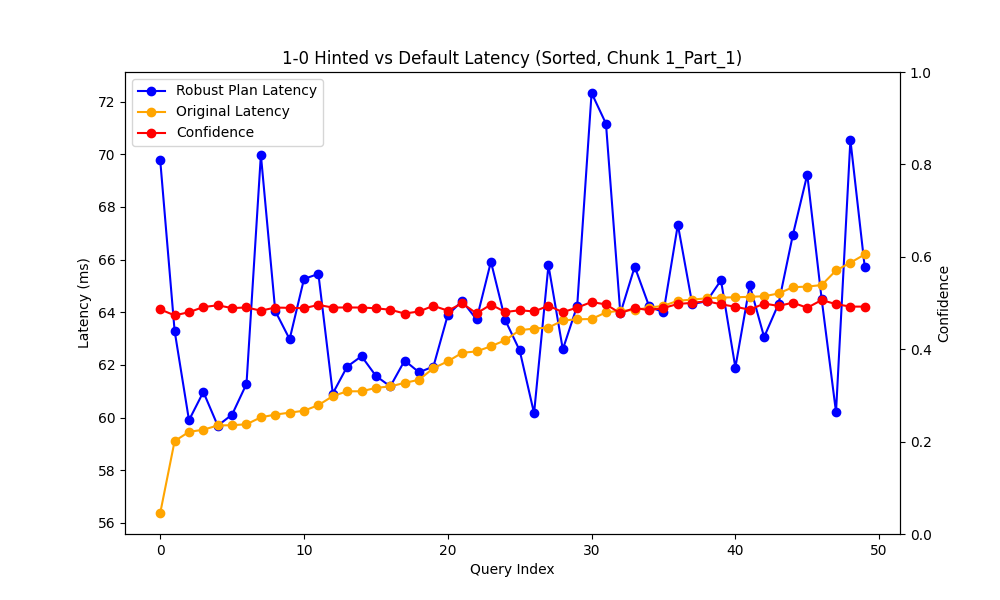 1-0 Hinted vs Default Latency (Sorted, Chunk 1_Part_1)
Robust Plan Latency
Original Latency
Confidence
Latency (ms)
72
70
68
66
64
62
60
58
56
1.0
0.8
0.6
0.4
0.2
0.0
Confidence
0 10 20 30 40 50
Query Index